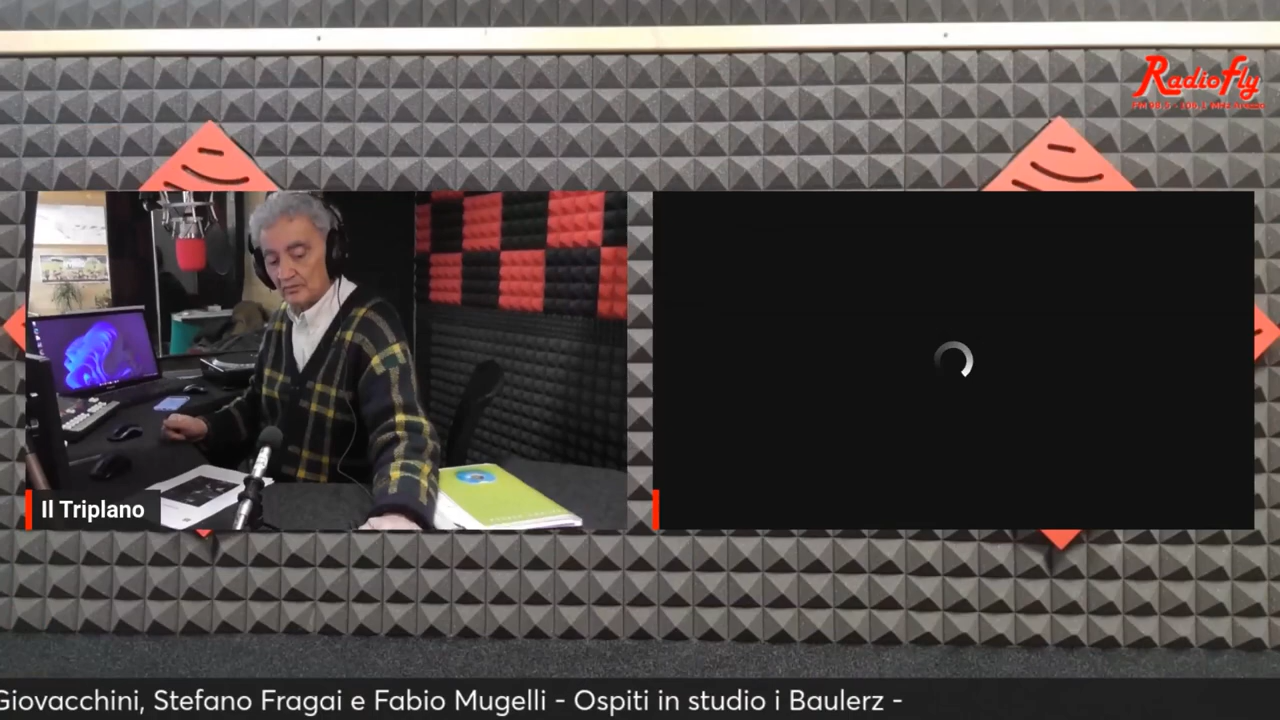 RadioFly
Il Triplano
Giovacchini, Stefano Fragai e Fabio Mugelli - Ospiti in studio i Baulerz -